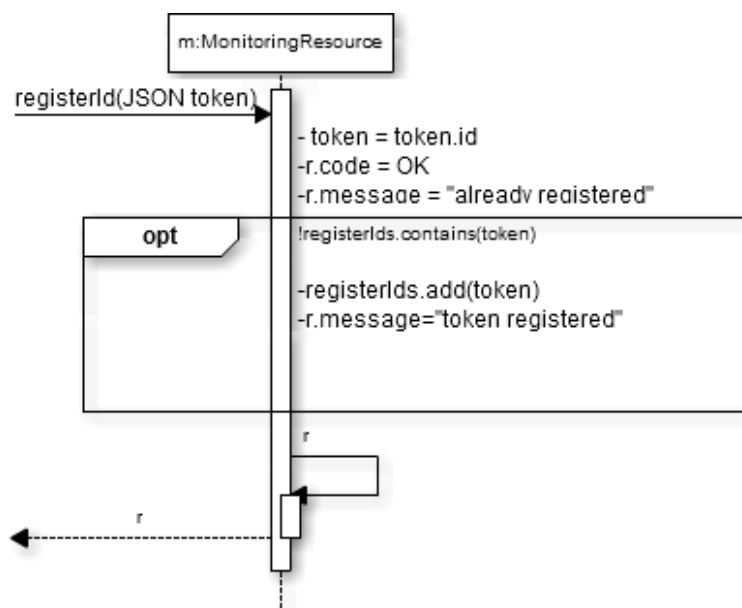 m:MonitoringResource
registerId(JSON token)
- token = token.id
-r.code = OK
-r.message = "already registered"
opt
!registerIds.contains(token)
-registerIds.add(token)
-r.message="token registered"
r
r